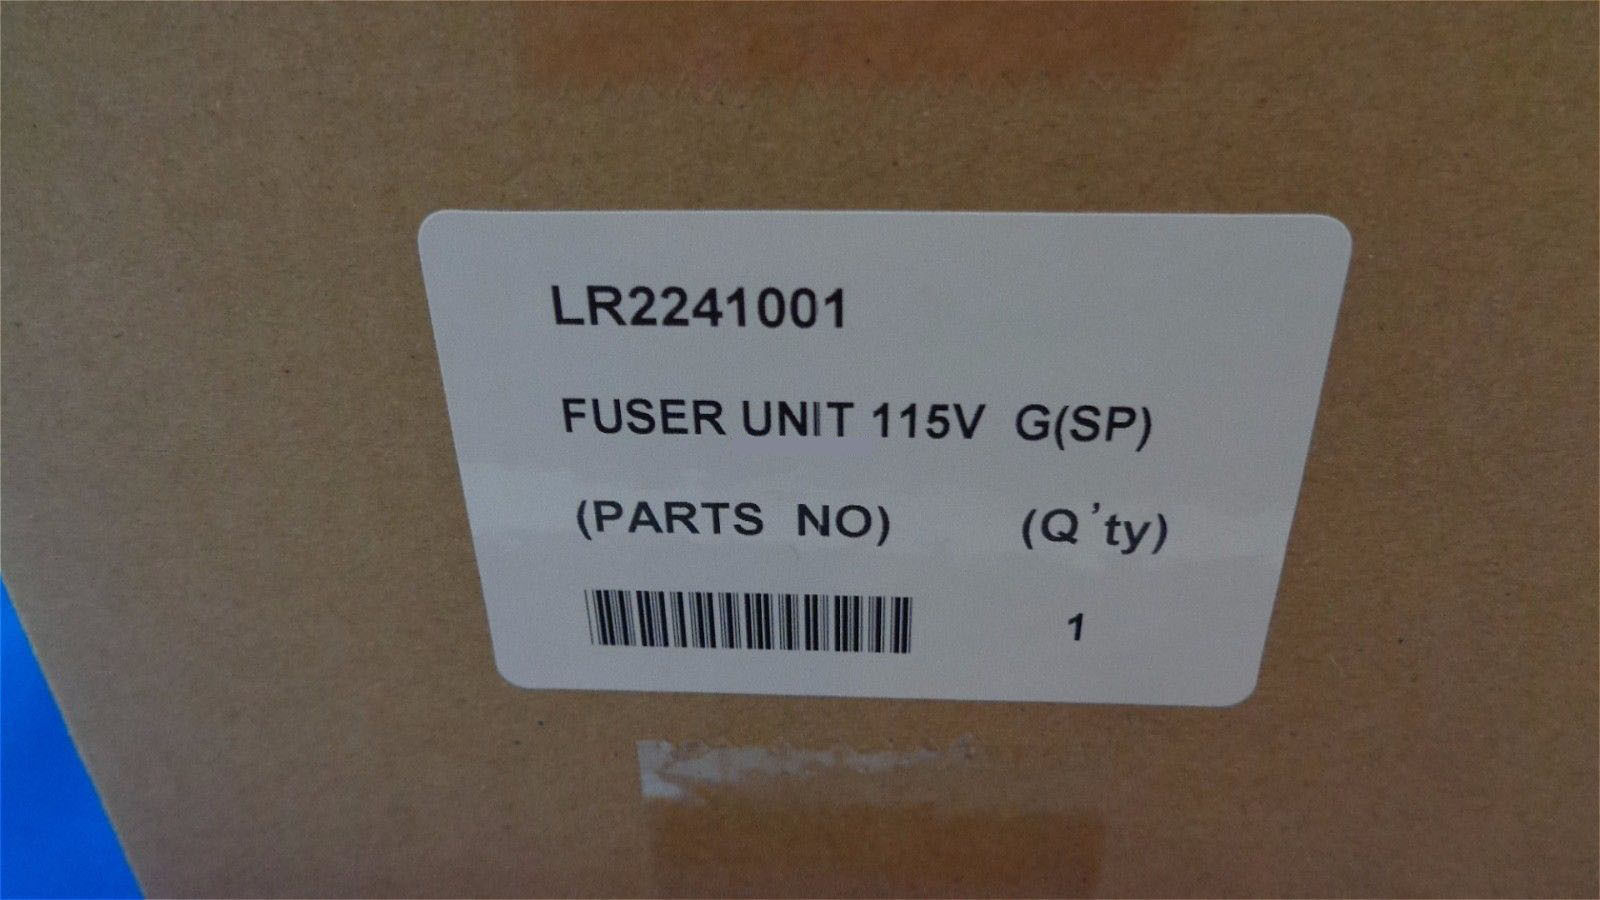 LR2241001
FUSER UNIT 115V G(SP)
(PARTS NO) (Q'ty)
1